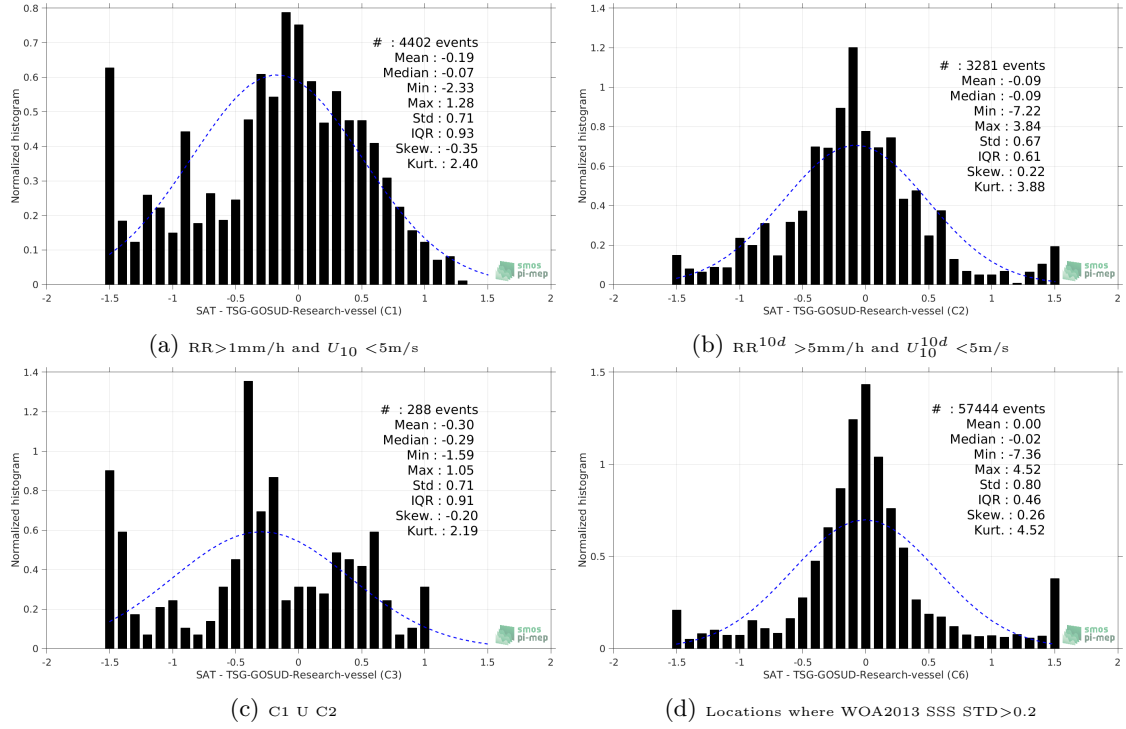 0.8
0.7
0.6
0.5
0.4
0.3
0.2
0.1
0
Normalized histogram
# : 4402 events
Mean : -0.19
Median : -0.07
Min : -2.33
Max : 1.28
Std : 0.71
IQR : 0.93
Skew. : -0.35
Kurt. : 2.40
smos
pi-mep
-2 -1.5 -1 -0.5 0 0.5 1 1.5 2
SAT - TSG-GOSUD-Research-vessel (C1)
(a) RR>1mm/h and U10 <5m/s
1.4
1.2
1
0.8
0.6
0.4
0.2
0
Normalized histogram
# : 3281 events
Mean : -0.09
Median : -0.09
Min : -7.22
Max : 3.84
Std : 0.67
IQR : 0.61
Skew. : 0.22
Kurt. : 3.88
smos
pi-mep
-2 -1.5 -1 -0.5 0 0.5 1 1.5 2
SAT - TSG-GOSUD-Research-vessel (C2)
(b) RR10d >5mm/h and U10d10 <5m/s
1.4
1.2
1
0.8
0.6
0.4
0.2
0
Normalized histogram
# : 288 events
Mean : -0.30
Median : -0.29
Min : -1.59
Max : 1.05
Std : 0.71
IQR : 0.91
Skew. : -0.20
Kurt. : 2.19
smos
pi-mep
-2 -1.5 -1 -0.5 0 0.5 1 1.5 2
SAT - TSG-GOSUD-Research-vessel (C3)
(c) C1 U C2
1.5
1
0.5
0
Normalized histogram
# : 57444 events
Mean : 0.00
Median : -0.02
Min : -7.36
Max : 4.52
Std : 0.80
IQR : 0.46
Skew. : 0.26
Kurt. : 4.52
smos
pi-mep
-2 -1.5 -1 -0.5 0 0.5 1 1.5 2
SAT - TSG-GOSUD-Research-vessel (C6)
(d) Locations where WOA2013 SSS STD>0.2